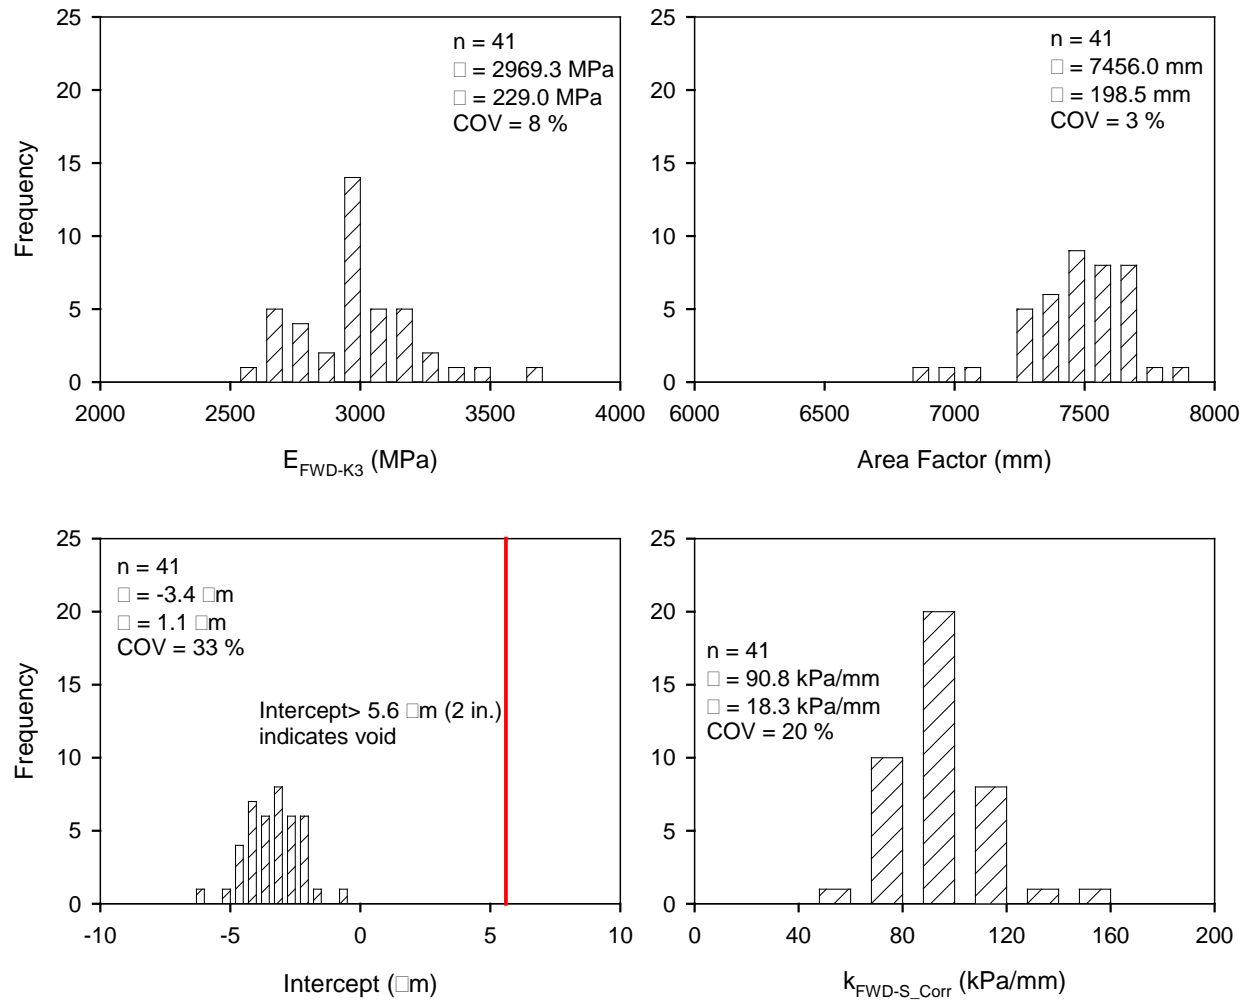 25
20
15
10
5
0
Frequency
n = 41
□ = 2969.3 MPa
□ = 229.0 MPa
COV = 8 %
2000 2500 3000 3500 4000
E_FWD-K3 (MPa)
25
20
15
10
5
0
n = 41
□ = 7456.0 mm
□ = 198.5 mm
COV = 3 %
6000 6500 7000 7500 8000
Area Factor (mm)
25
20
15
10
5
0
Frequency
n = 41
□ = -3.4 □m
□ = 1.1 □m
COV = 33 %
Intercept> 5.6 □m (2 in.)
indicates void
-10 -5 0 5 10
Intercept (□m)
25
20
15
10
5
0
n = 41
□ = 90.8 kPa/mm
□ = 18.3 kPa/mm
COV = 20 %
0 40 80 120 160 200
k_FWD-S_Corr (kPa/mm)